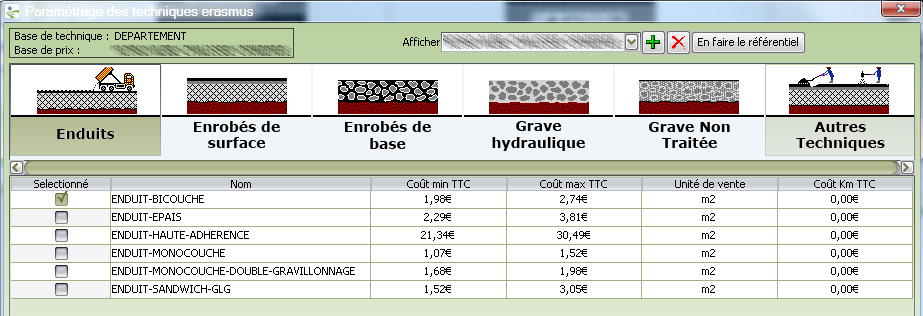 Paramétrage des techniques erasmus
Base de technique : DEPARTEMENT
Base de prix :
Afficher
En faire le référentiel
Enduits
Enrobés de surface
Enrobés de base
Grave hydraulique
Grave Non Traitée
Autres Techniques
Selectionné Nom Coût min TTC Coût max TTC Unité de vente Coût Km TTC
ENDUIT-BICOUCHE 1,98€ 2,74€ m2 0,00€
ENDUIT-EPAIS 2,29€ 3,81€ m2 0,00€
ENDUIT-HAUTE-ADHERENCE 21,34€ 30,49€ m2 0,00€
ENDUIT-MONOCOUCHE 1,07€ 1,52€ m2 0,00€
ENDUIT-MONOCOUCHE-DOUBLE-GRAVILLONNAGE 1,68€ 1,98€ m2 0,00€
ENDUIT-SANDWICH-GLG 1,52€ 3,05€ m2 0,00€